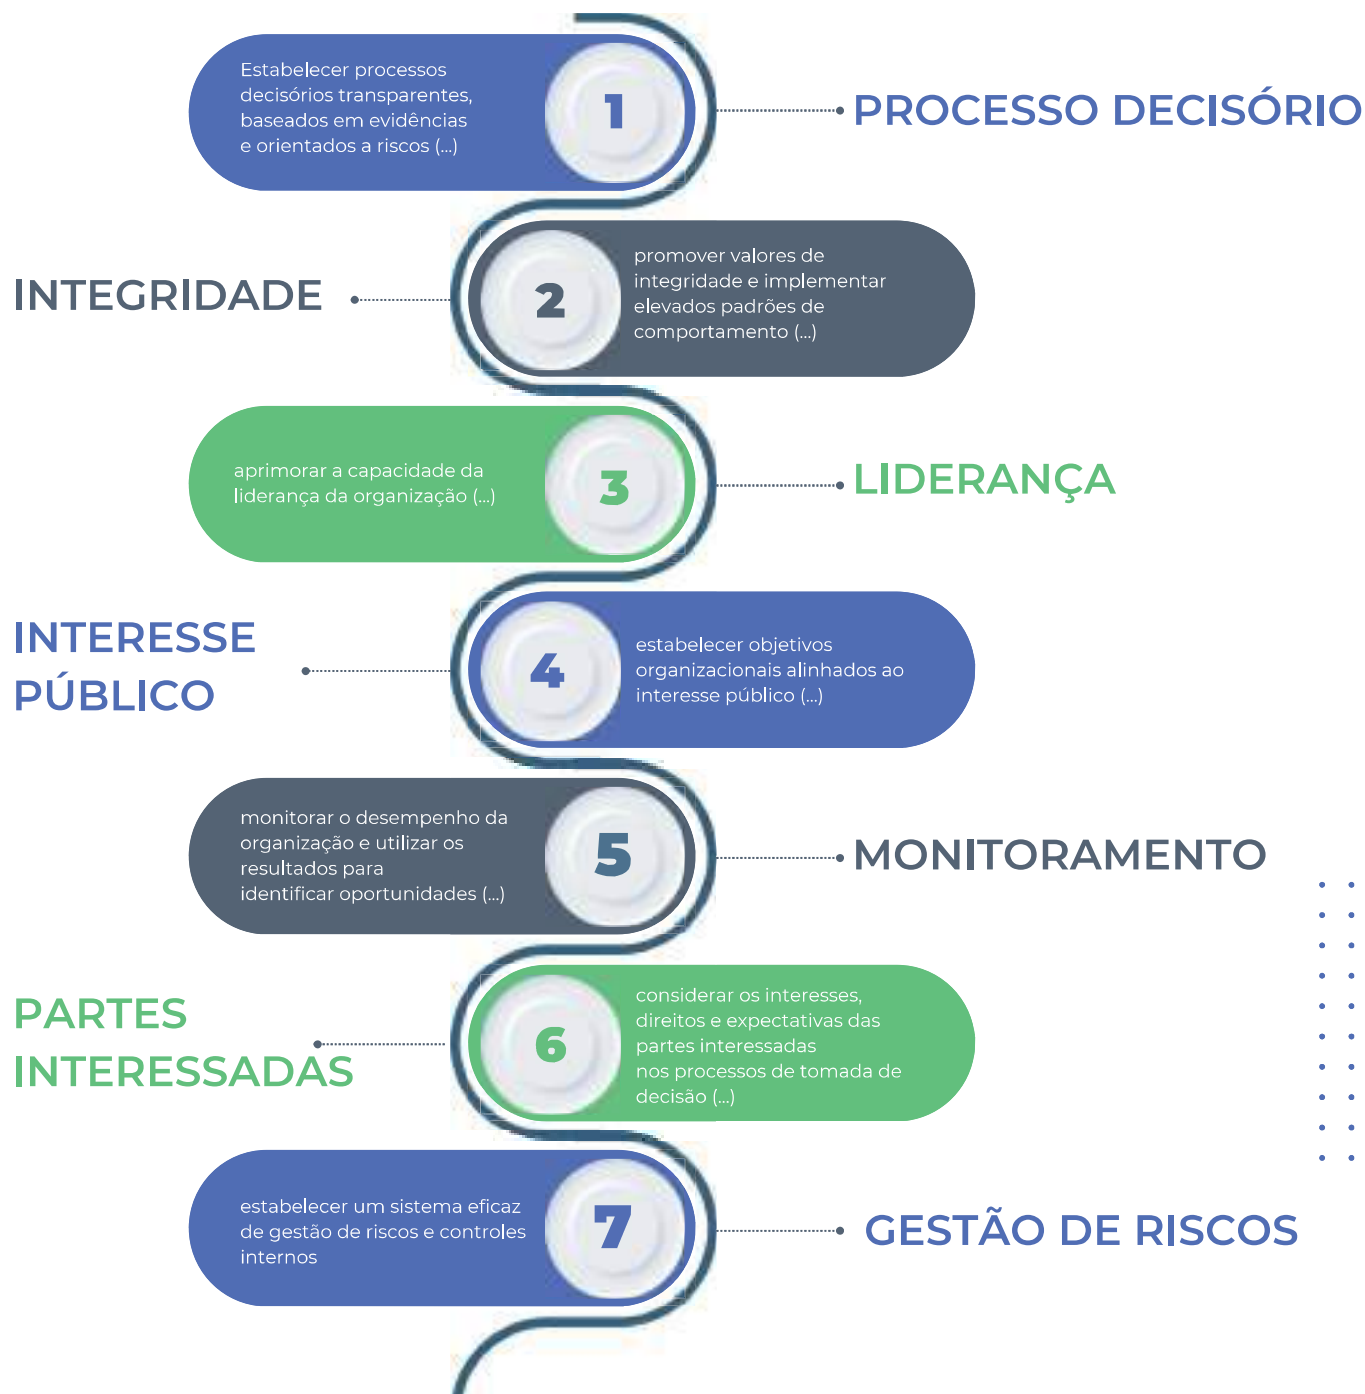 Estabelecer processos
decisórios transparentes,
baseados em evidências
e orientados a riscos (...)
1
PROCESSO DECISÓRIO
INTEGRIDADE
2
promover valores de
integridade e implementar
elevados padrões de
comportamento (...)
aprimorar a capacidade da
liderança da organização (...)
3
LIDERANÇA
INTERESSE
PÚBLICO
4
estabelecer objetivos
organizacionais alinhados ao
interesse público (...)
monitorar o desempenho da
organização e utilizar os
resultados para
identificar oportunidades (...)
5
MONITORAMENTO
PARTES
INTERESSADAS
6
considerar os interesses,
direitos e expectativas das
partes interessadas
nos processos de tomada de
decisão (...)
estabelecer um sistema eficaz
de gestão de riscos e controles
internos
7
GESTÃO DE RISCOS